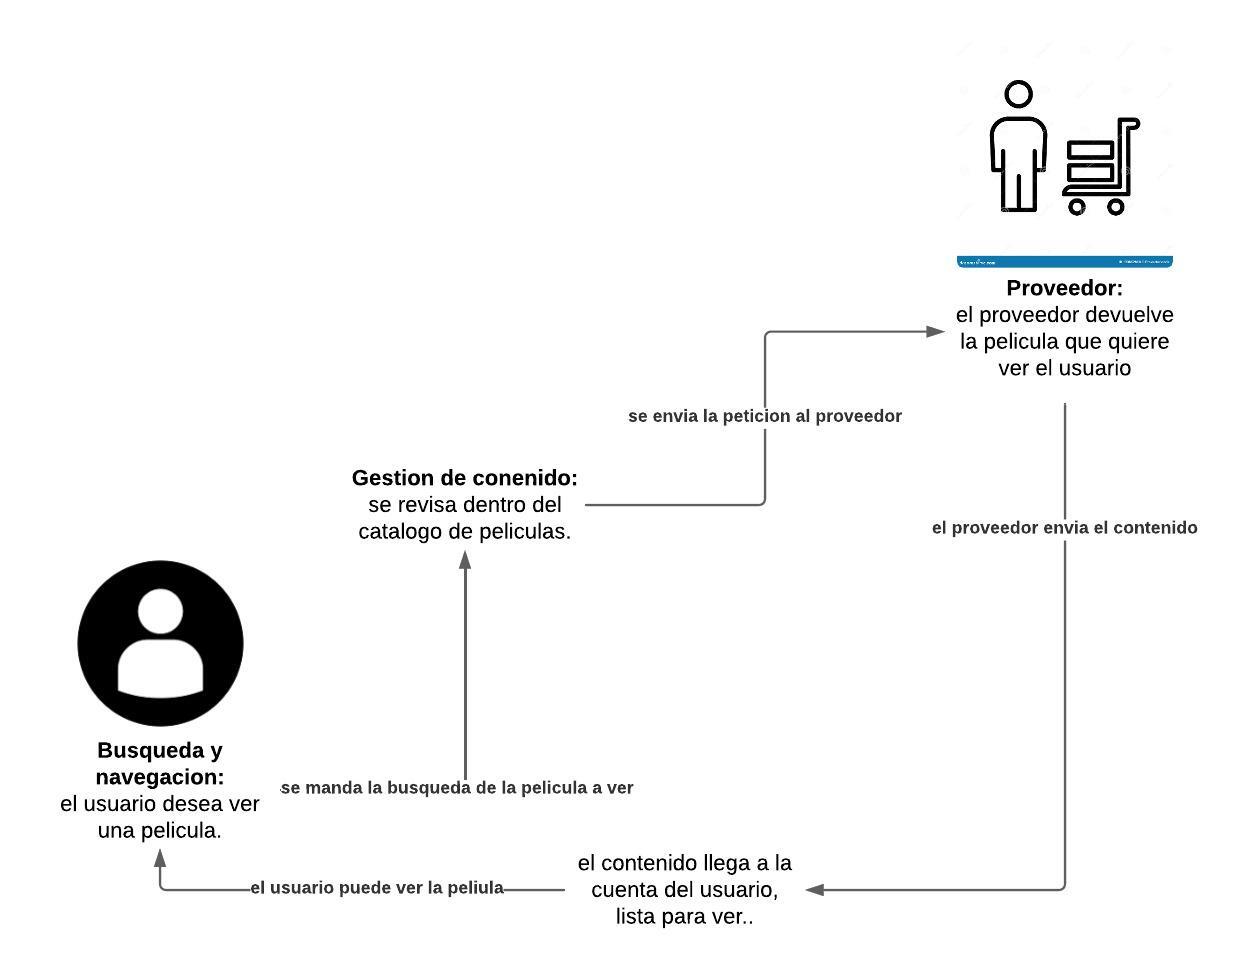 Proveedor:
el proveedor devuelve
la pelicula que quiere
ver el usuario
se envia la peticion al proveedor
Gestion de conenido:
se revisa dentro del
catalogo de peliculas.
el proveedor envia el contenido
Busqueda y
navegacion:
el usuario desea ver
una pelicula.
se manda la busqueda de la pelicula a ver
el contenido llega a la
cuenta del usuario,
lista para ver..
el usuario puede ver la peliula